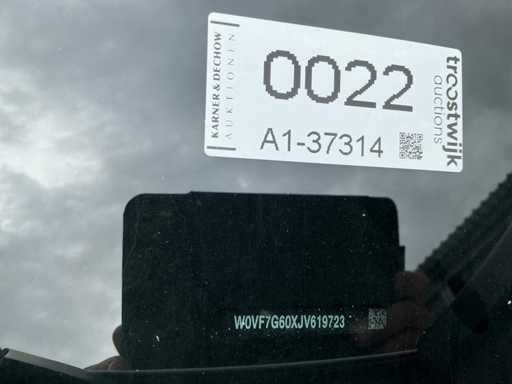 KARNER & DECHOW
AUKTIONEN
0022
A1-37314
troostwijk
auctions
W0VF7G60XJV619723